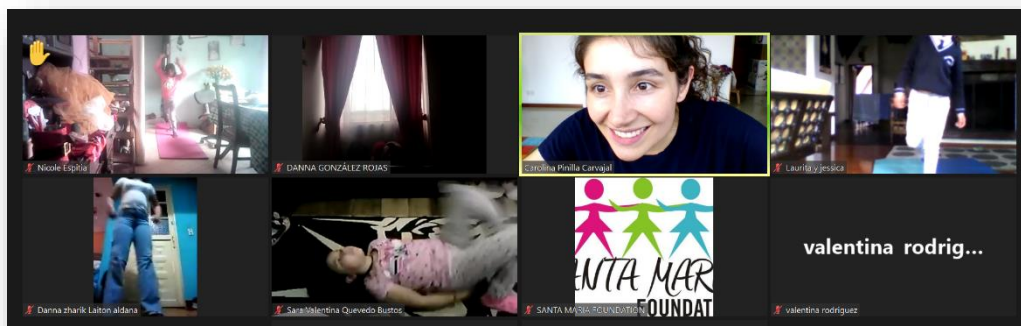 Nicole Espitia
DANNA GONZÁLEZ ROJAS
Carolina Pinilla Carvajal
Laurita y jessica
Danna zharik Laiton aldana
Sara Valentina Quevedo Bustos
NTA MAR
FOUNDAT
SANTA MARIA FOUNDATION
valentina rodrig...
valentina rodriguez